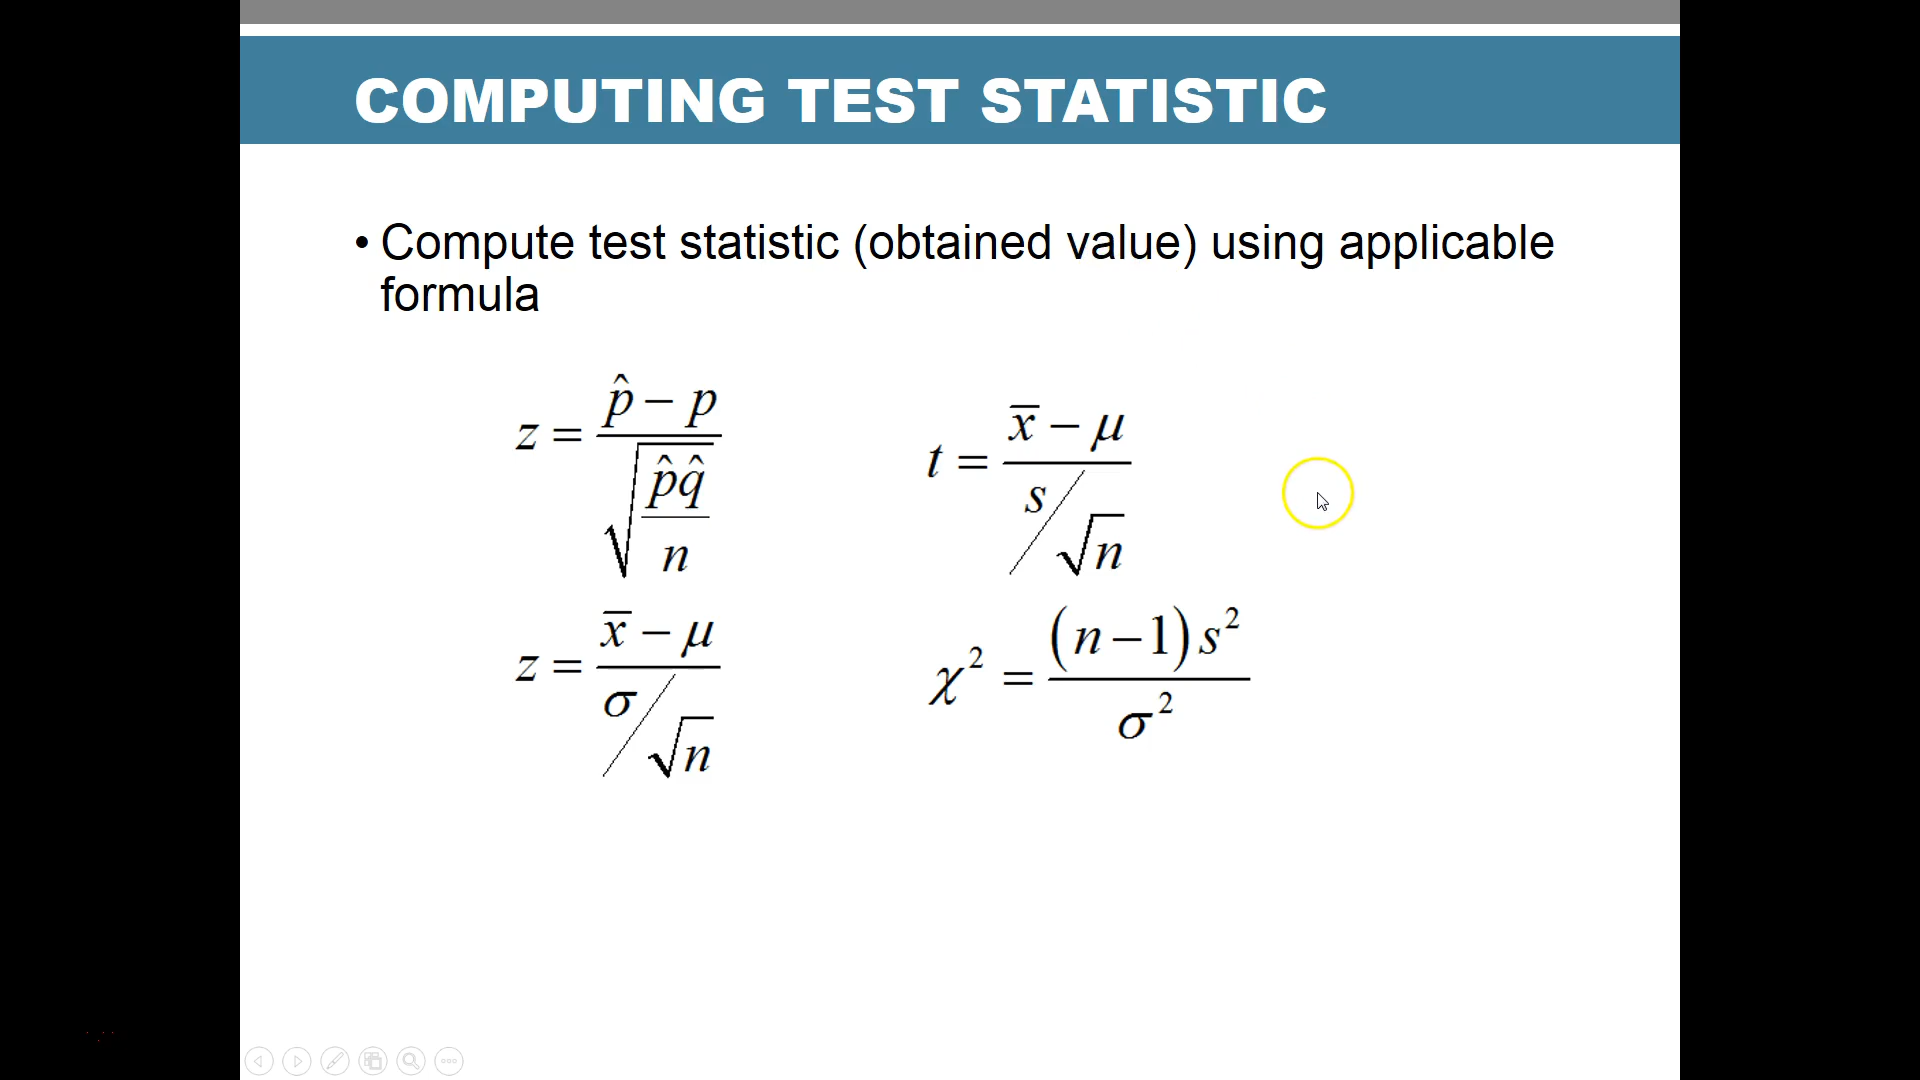 COMPUTING TEST STATISTIC
• Compute test statistic (obtained value) using applicable
formula
z = (p̂ − p) / √(p̂q̂ / n)
t = (x̄ − μ) / (s / √n)
z = (x̄ − μ) / (σ / √n)
χ² = (n − 1)s² / σ²